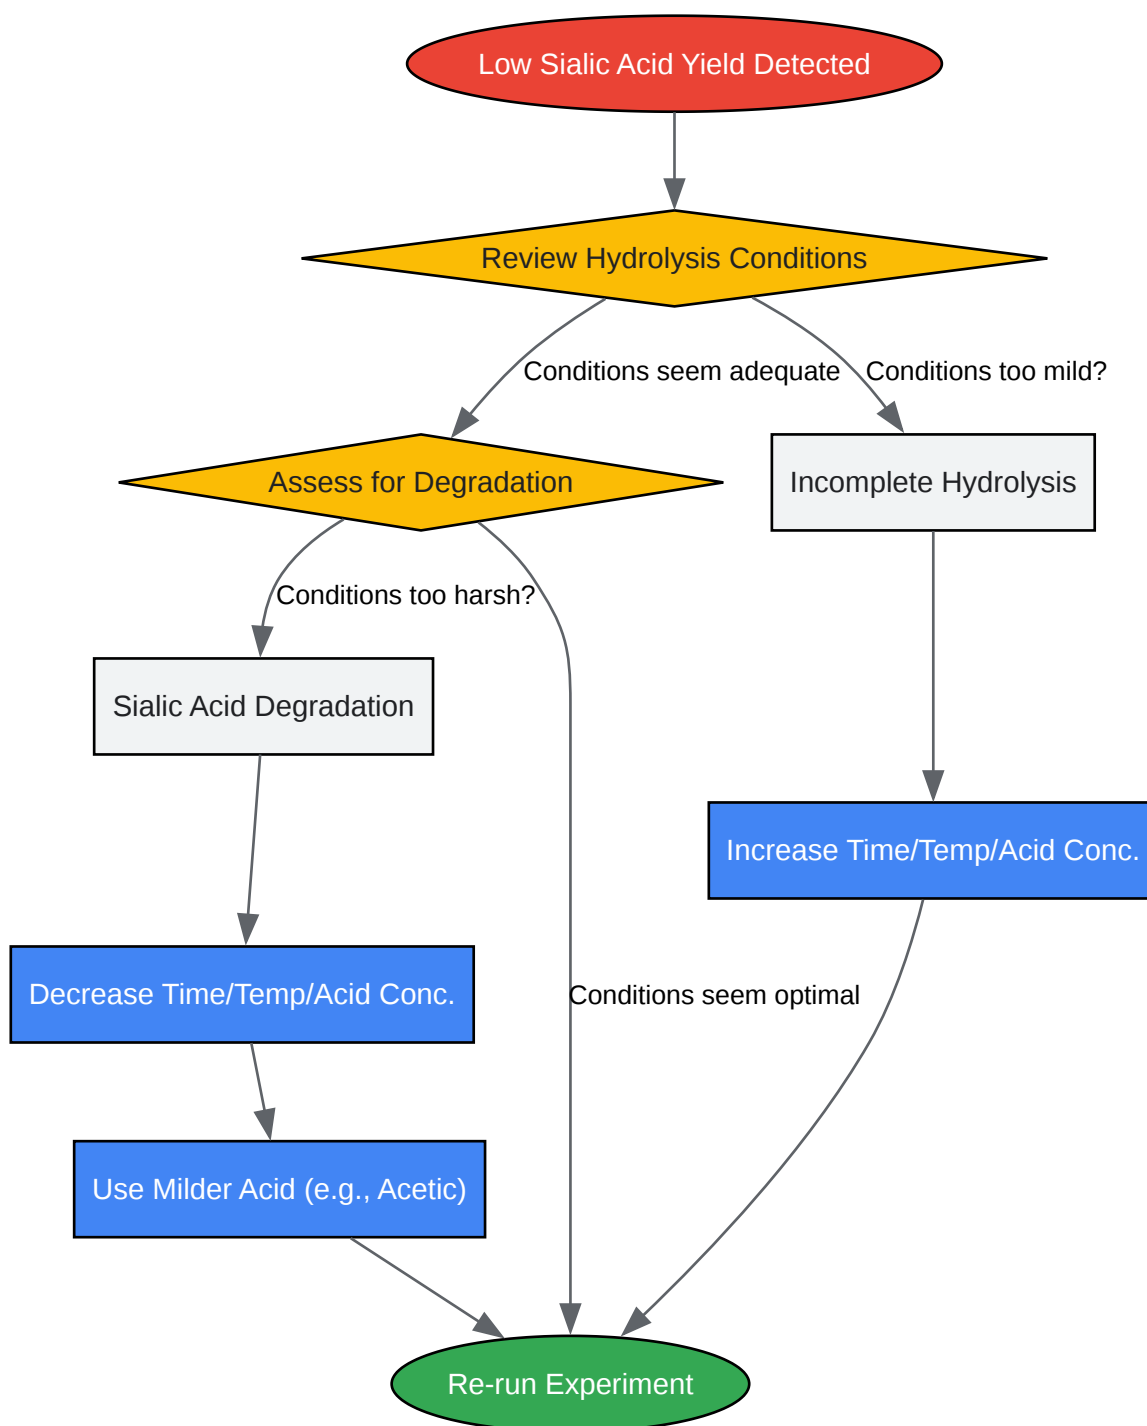 Low Sialic Acid Yield Detected
Review Hydrolysis Conditions
Conditions seem adequate
Conditions too mild?
Assess for Degradation
Incomplete Hydrolysis
Conditions too harsh?
Sialic Acid Degradation
Increase Time/Temp/Acid Conc.
Decrease Time/Temp/Acid Conc.
Conditions seem optimal
Use Milder Acid (e.g., Acetic)
Re-run Experiment